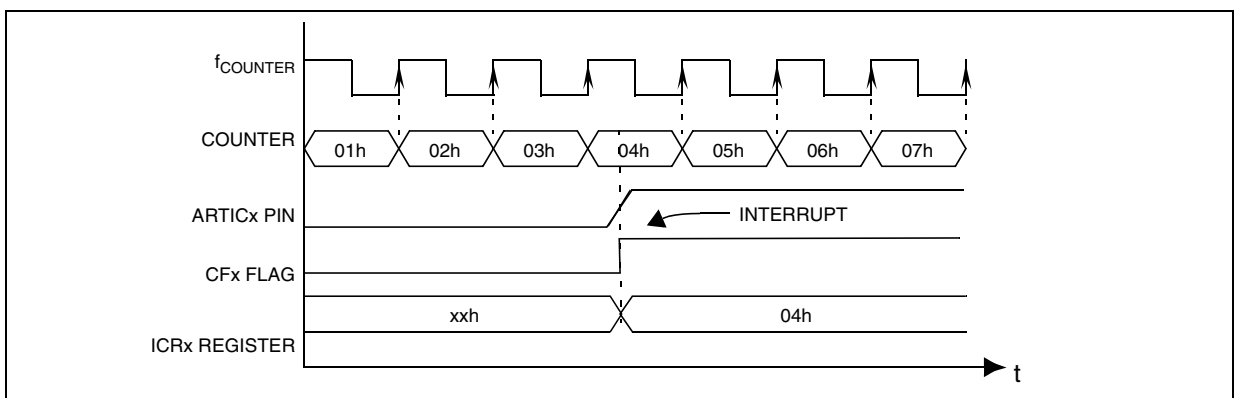 fCOUNTER
COUNTER
01h 02h 03h 04h 05h 06h 07h
ARTICx PIN
INTERRUPT
CFx FLAG
xxh 04h
ICRx REGISTER
t